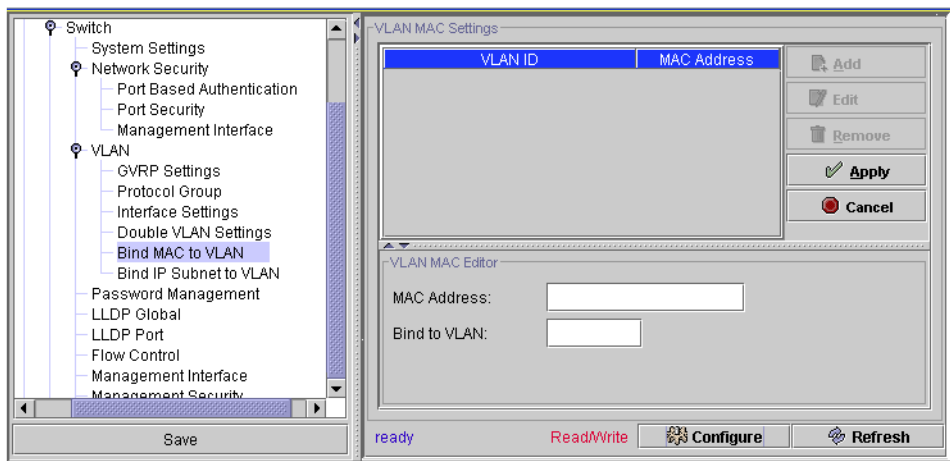 Switch
System Settings
Network Security
Port Based Authentication
Port Security
Management Interface
VLAN
GVRP Settings
Protocol Group
Interface Settings
Double VLAN Settings
Bind MAC to VLAN
Bind IP Subnet to VLAN
Password Management
LLDP Global
LLDP Port
Flow Control
Management Interface
Management Security
Save
VLAN MAC Settings
VLAN ID MAC Address
Add
Edit
Remove
Apply
Cancel
VLAN MAC Editor
MAC Address:
Bind to VLAN:
ready Read/Write Configure Refresh